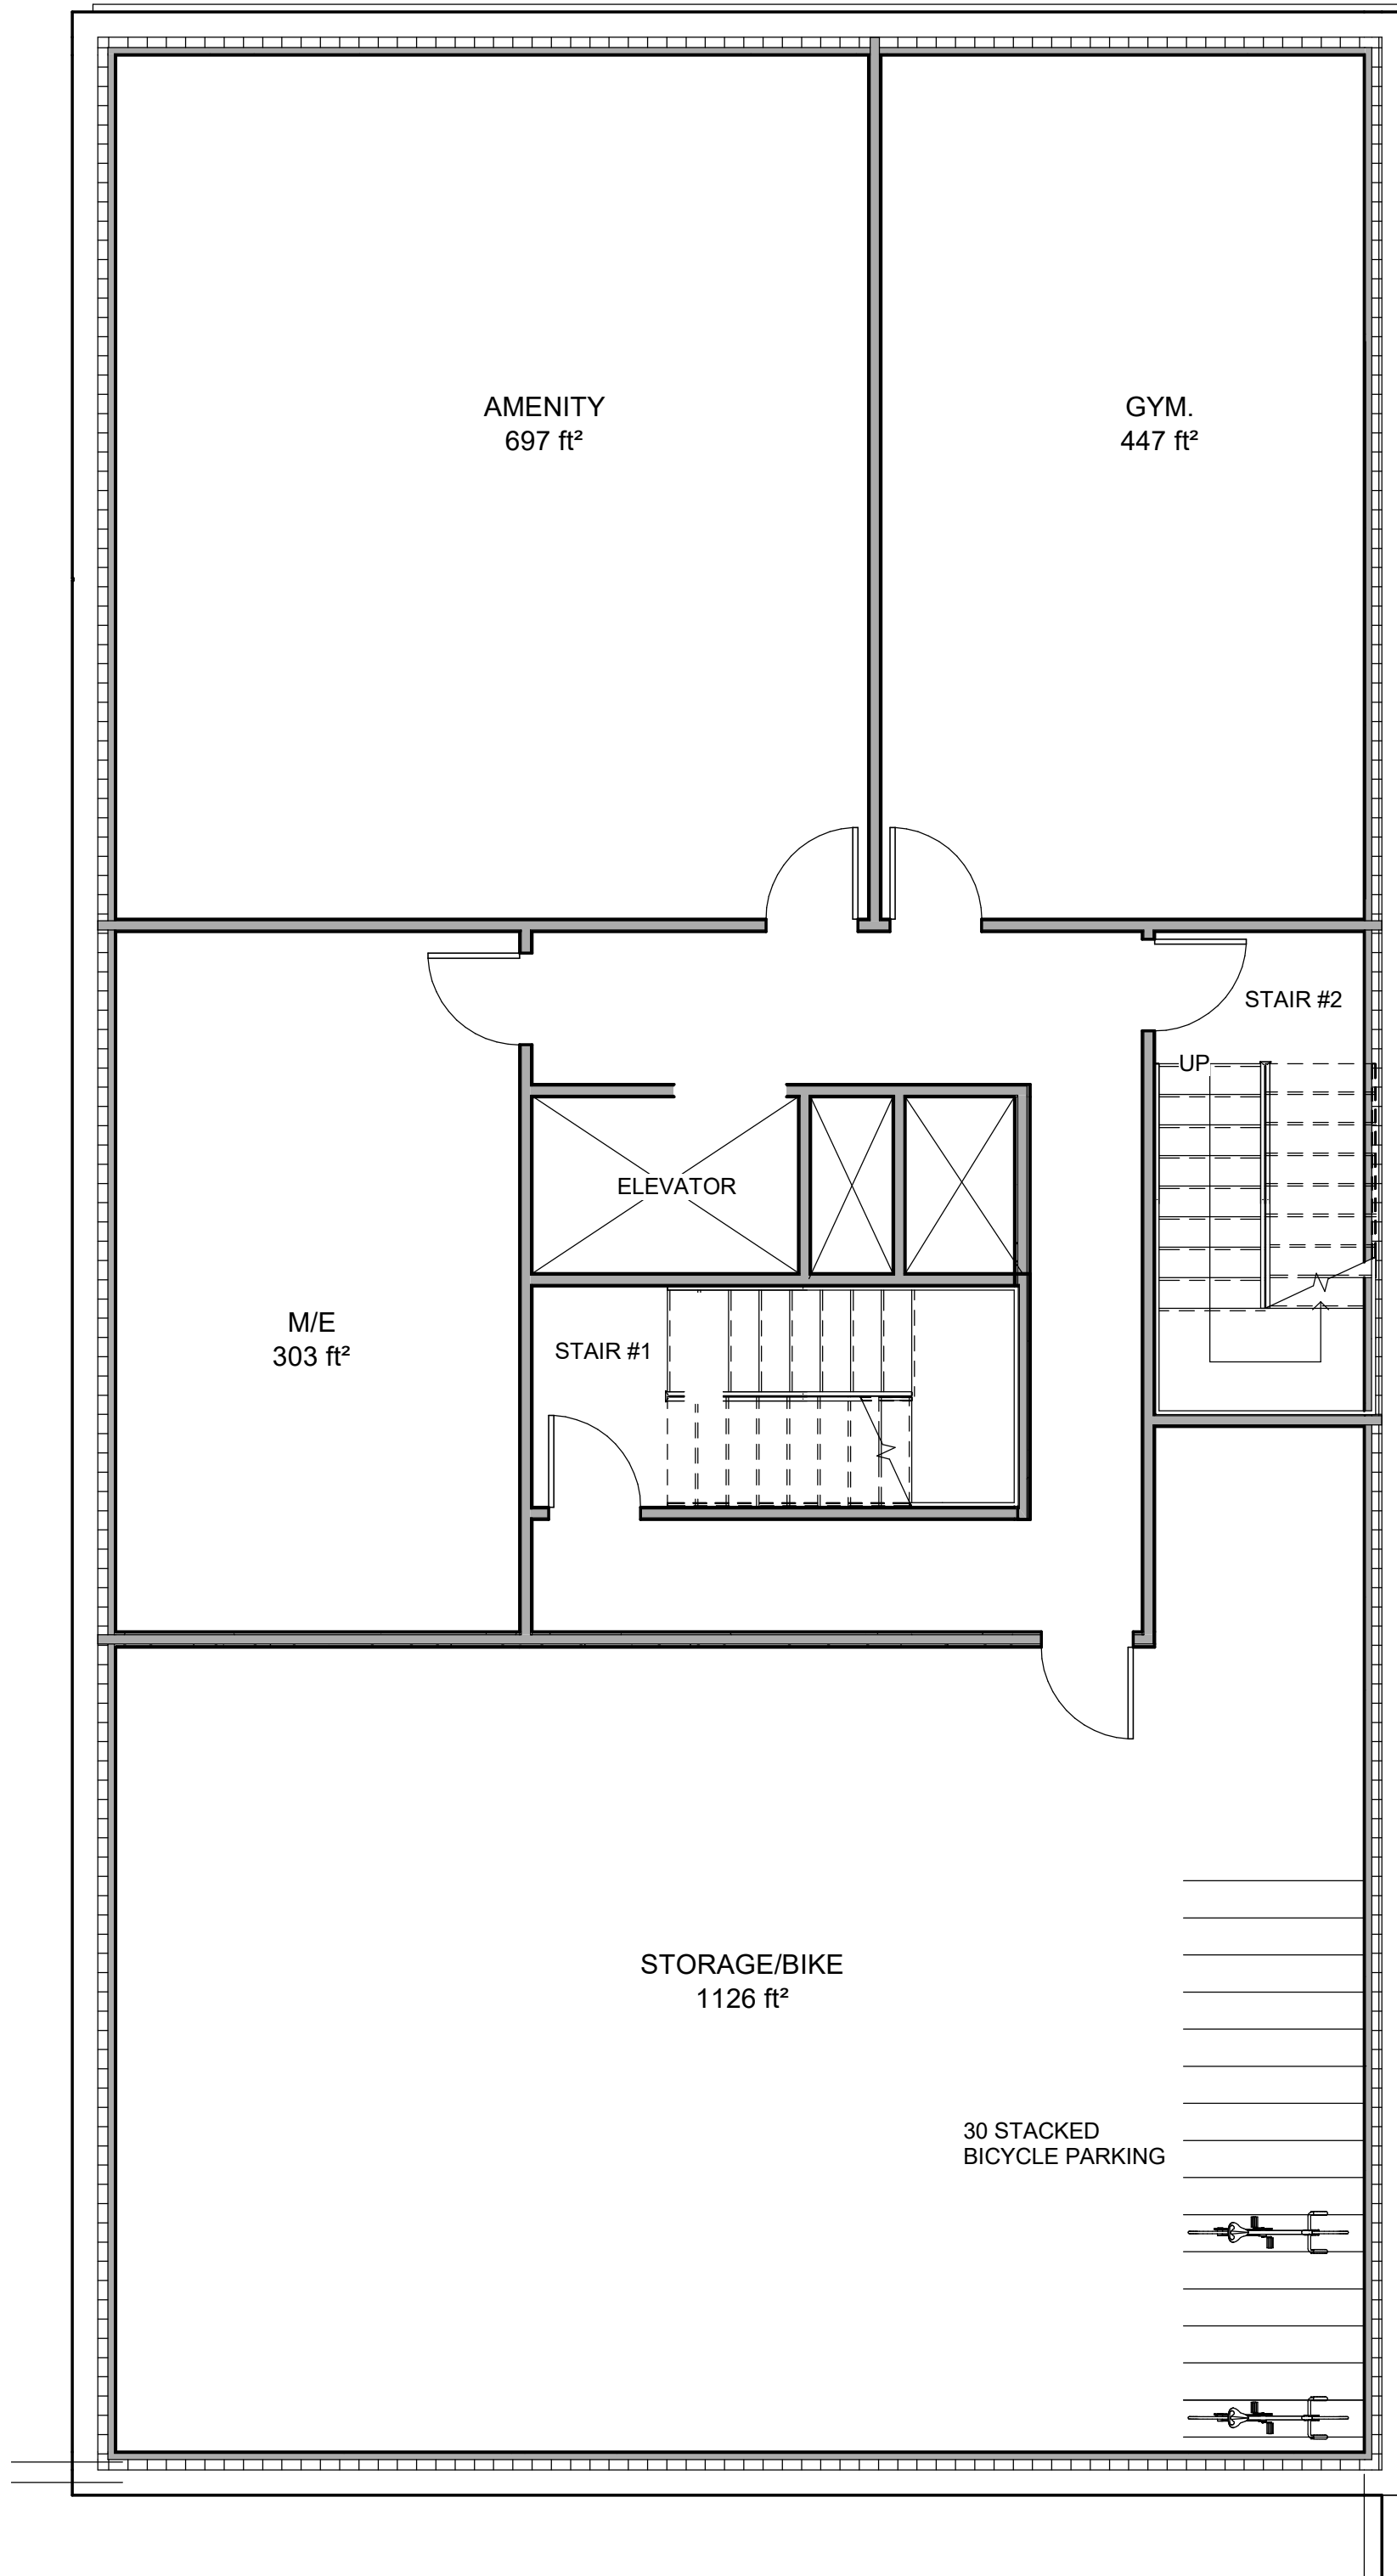 AMENITY
697 ft²
GYM.
447 ft²
STAIR #2
UP
ELEVATOR
M/E
303 ft²
STAIR #1
STORAGE/BIKE
1126 ft²
30 STACKED
BICYCLE PARKING